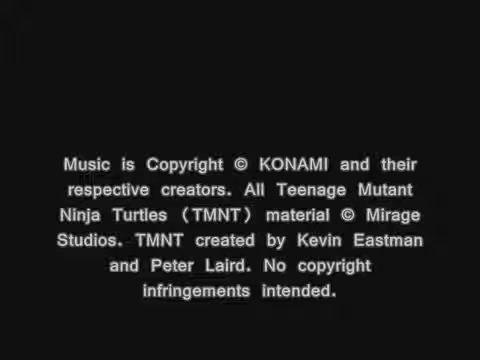 Music is Copyright © KONAMI and their
respective creators. All Teenage Mutant
Ninja Turtles (TMNT) material © Mirage
Studios. TMNT created by Kevin Eastman
and Peter Laird. No copyright
infringements intended.